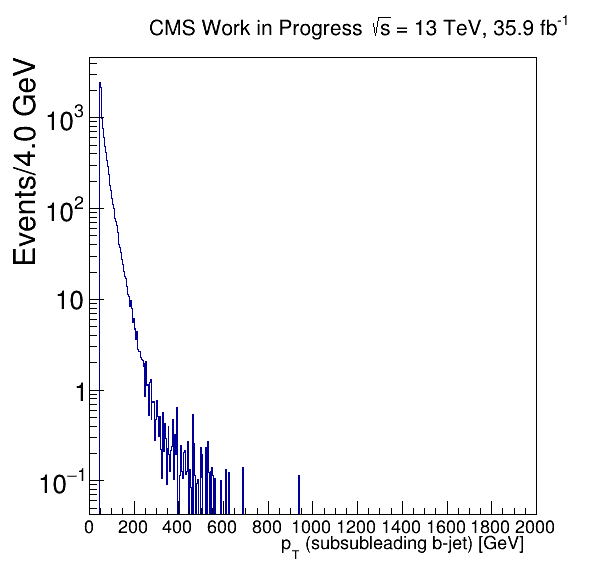 CMS Work in Progress √s = 13 TeV, 35.9 fb⁻¹
Events/4.0 GeV
10³
10²
10
1
10⁻¹
0 200 400 600 800 1000 1200 1400 1600 1800 2000
p_T (subsubleading b-jet) [GeV]